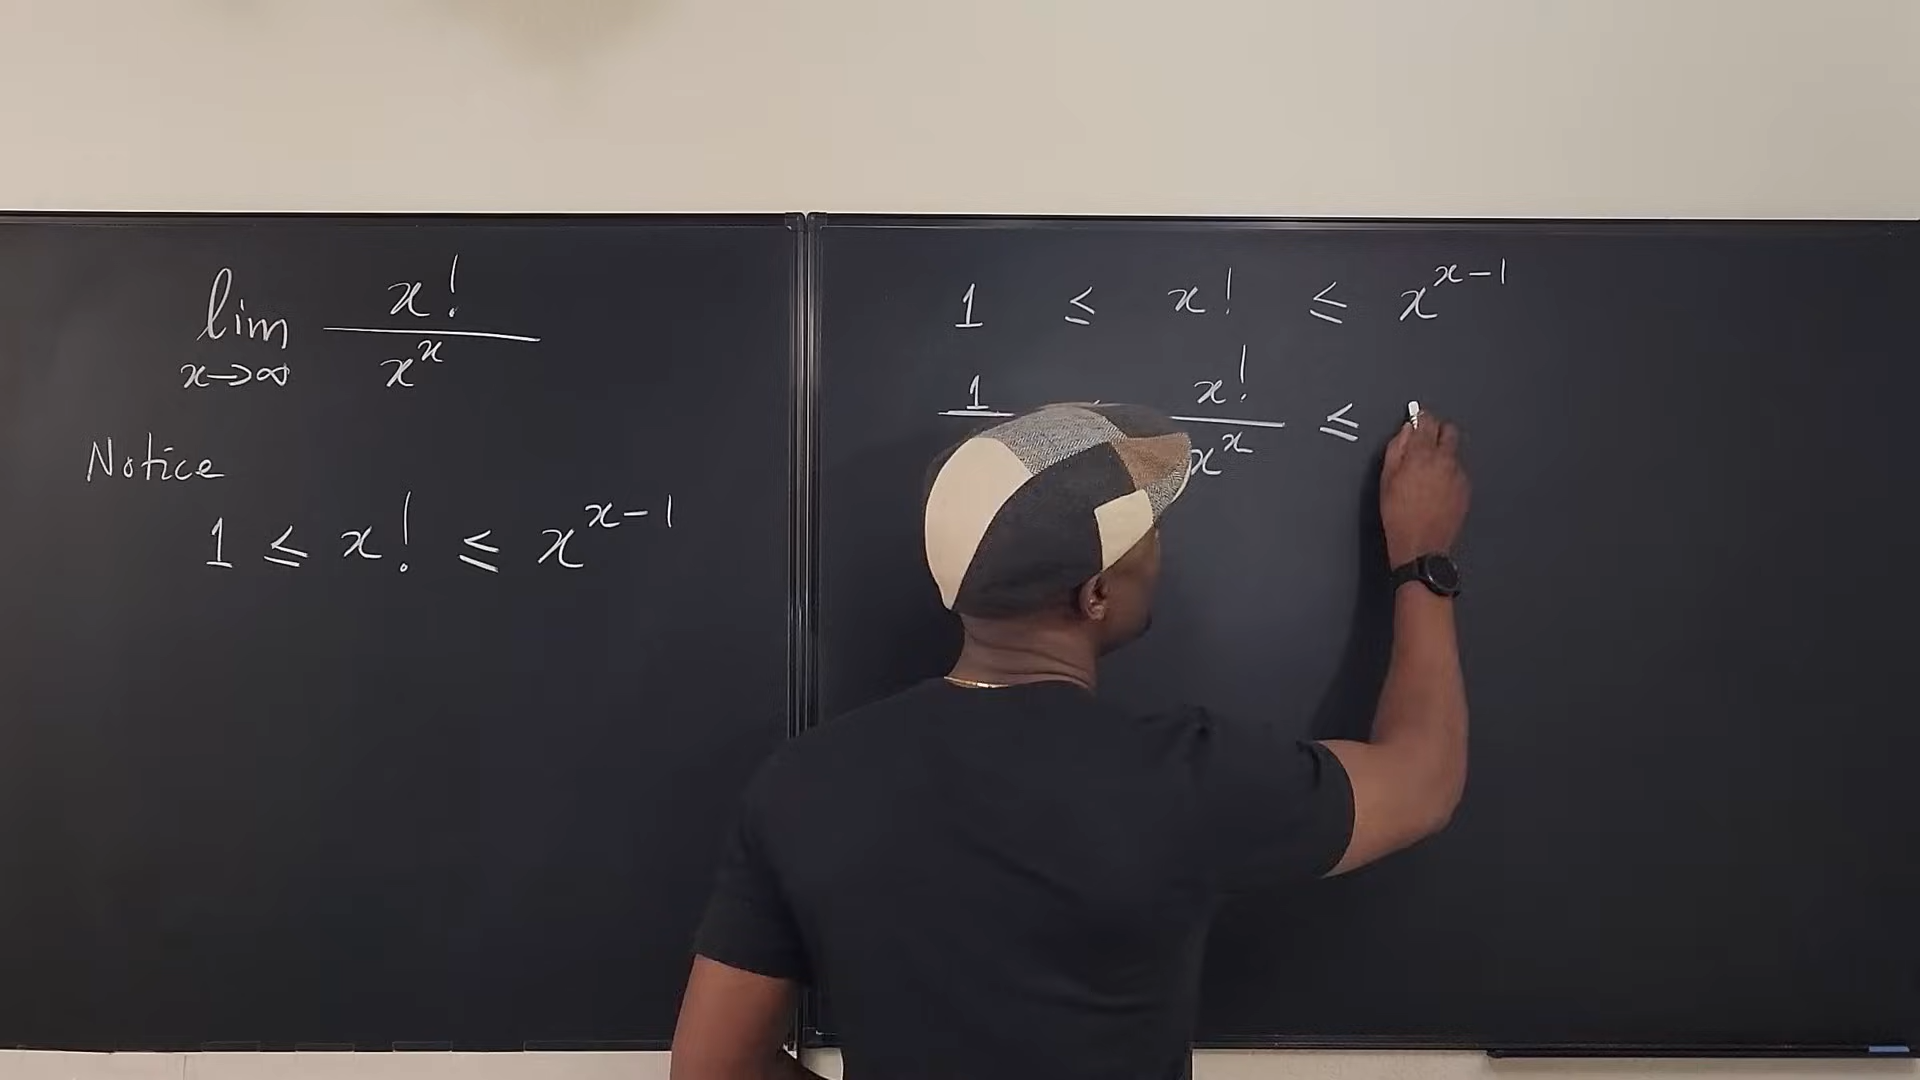 lim x→∞ x!/x^x
Notice
1 ≤ x! ≤ x^(x-1)
1 ≤ x! ≤ x^(x-1)
1 x!/x^x ≤